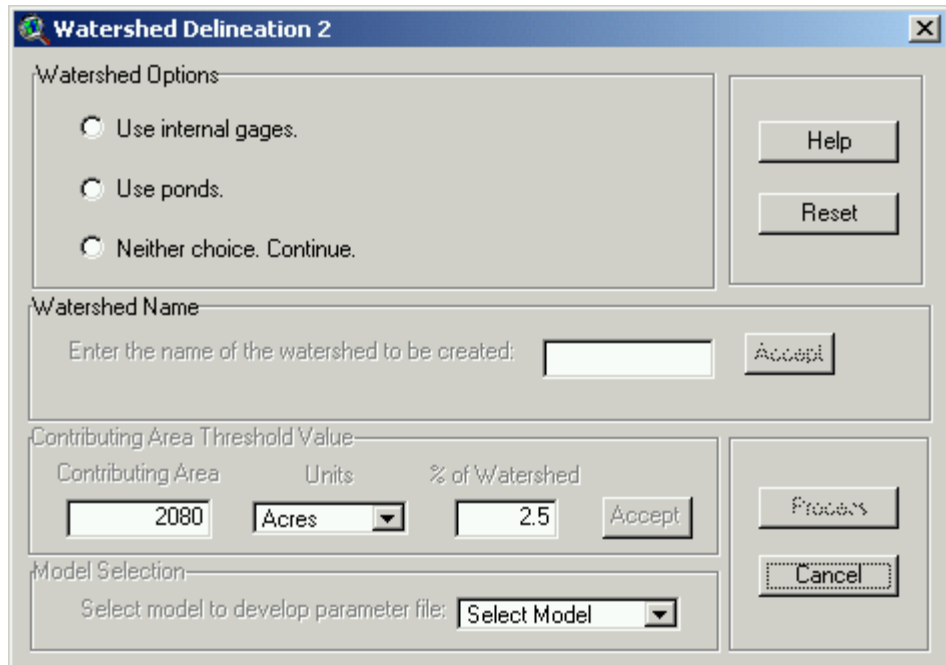 Watershed Delineation 2
Watershed Options
Use internal gages.
Use ponds.
Neither choice. Continue.
Help
Reset
Watershed Name
Enter the name of the watershed to be created:
Accept
Contributing Area Threshold Value
Contributing Area
Units
% of Watershed
2080
Acres
2.5
Accept
Process
Cancel
Model Selection
Select model to develop parameter file:
Select Model